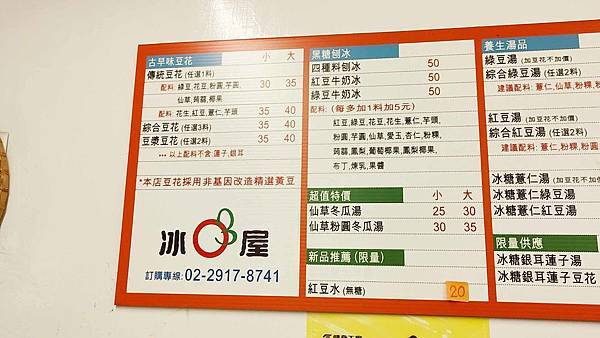 古早味豆花 小 大
傳統豆花 (任選1料)
配料: 綠豆,花豆,粉圓,芋圓, 30 35
仙草,蒟蒻,椰果
配料: 花生,紅豆,薏仁,芋頭 35 40
綜合豆花 (任選3料) 35 40
豆漿豆花 (任選2料) 35 40
••• 以上配料不含:蓮子,銀耳
*本店豆花採用非基因改造精選黃豆
冰 屋
訂購專線: 02-2917-8741
黑糖刨冰
四種料刨冰 50
紅豆牛奶冰 50
綠豆牛奶冰 50
配料: (每多加1料加5元)
紅豆,綠豆,花豆,花生,薏仁,芋頭,
粉圓,芋圓,仙草,愛玉,杏仁,粉粿,
蒟蒻,鳳梨,葡萄椰果,鳳梨椰果,
布丁,煉乳,果醬
超值特價 小 大
仙草冬瓜湯 25 30
仙草粉圓冬瓜湯 30 35
新品推薦 (限量)
紅豆水 (無糖) 20
養生湯品
綠豆湯 (加豆花不加價)
綜合綠豆湯 (任選2料)
建議配料: 薏仁,仙草,粉
紅豆湯 (加豆花不加價)
綜合紅豆湯 (任選2料)
建議配料: 薏仁,粉粿,粉圓
冰糖薏仁湯 (加豆花不加價)
冰糖薏仁綠豆湯
冰糖薏仁紅豆湯
限量供應
冰糖銀耳蓮子湯
冰糖銀耳蓮子豆花